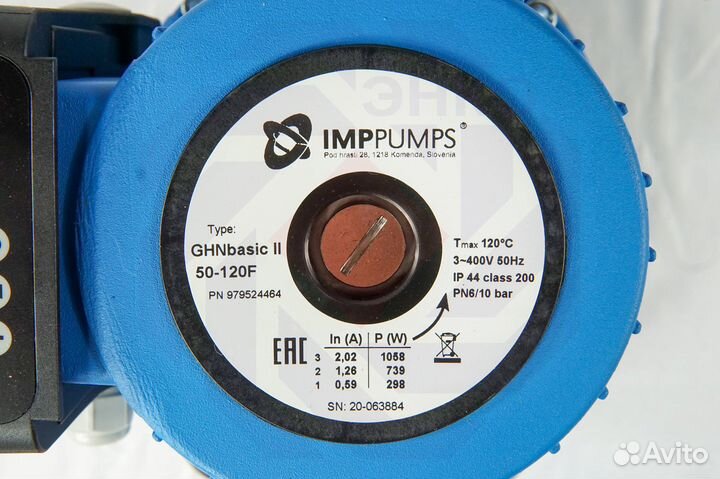 ЭНЕ
IMPPUMPS®
Pod hrasti 28, 1218 Komenda, Slovenia
Type:
GHNbasic II
50-120F
PN 979524464
Tmax 120°C
3~400V 50Hz
IP 44 class 200
PN6/10 bar
EAC
In (A) P (W)
3 2,02 1058
2 1,26 739
1 0,59 298
SN: 20-063884
Avito